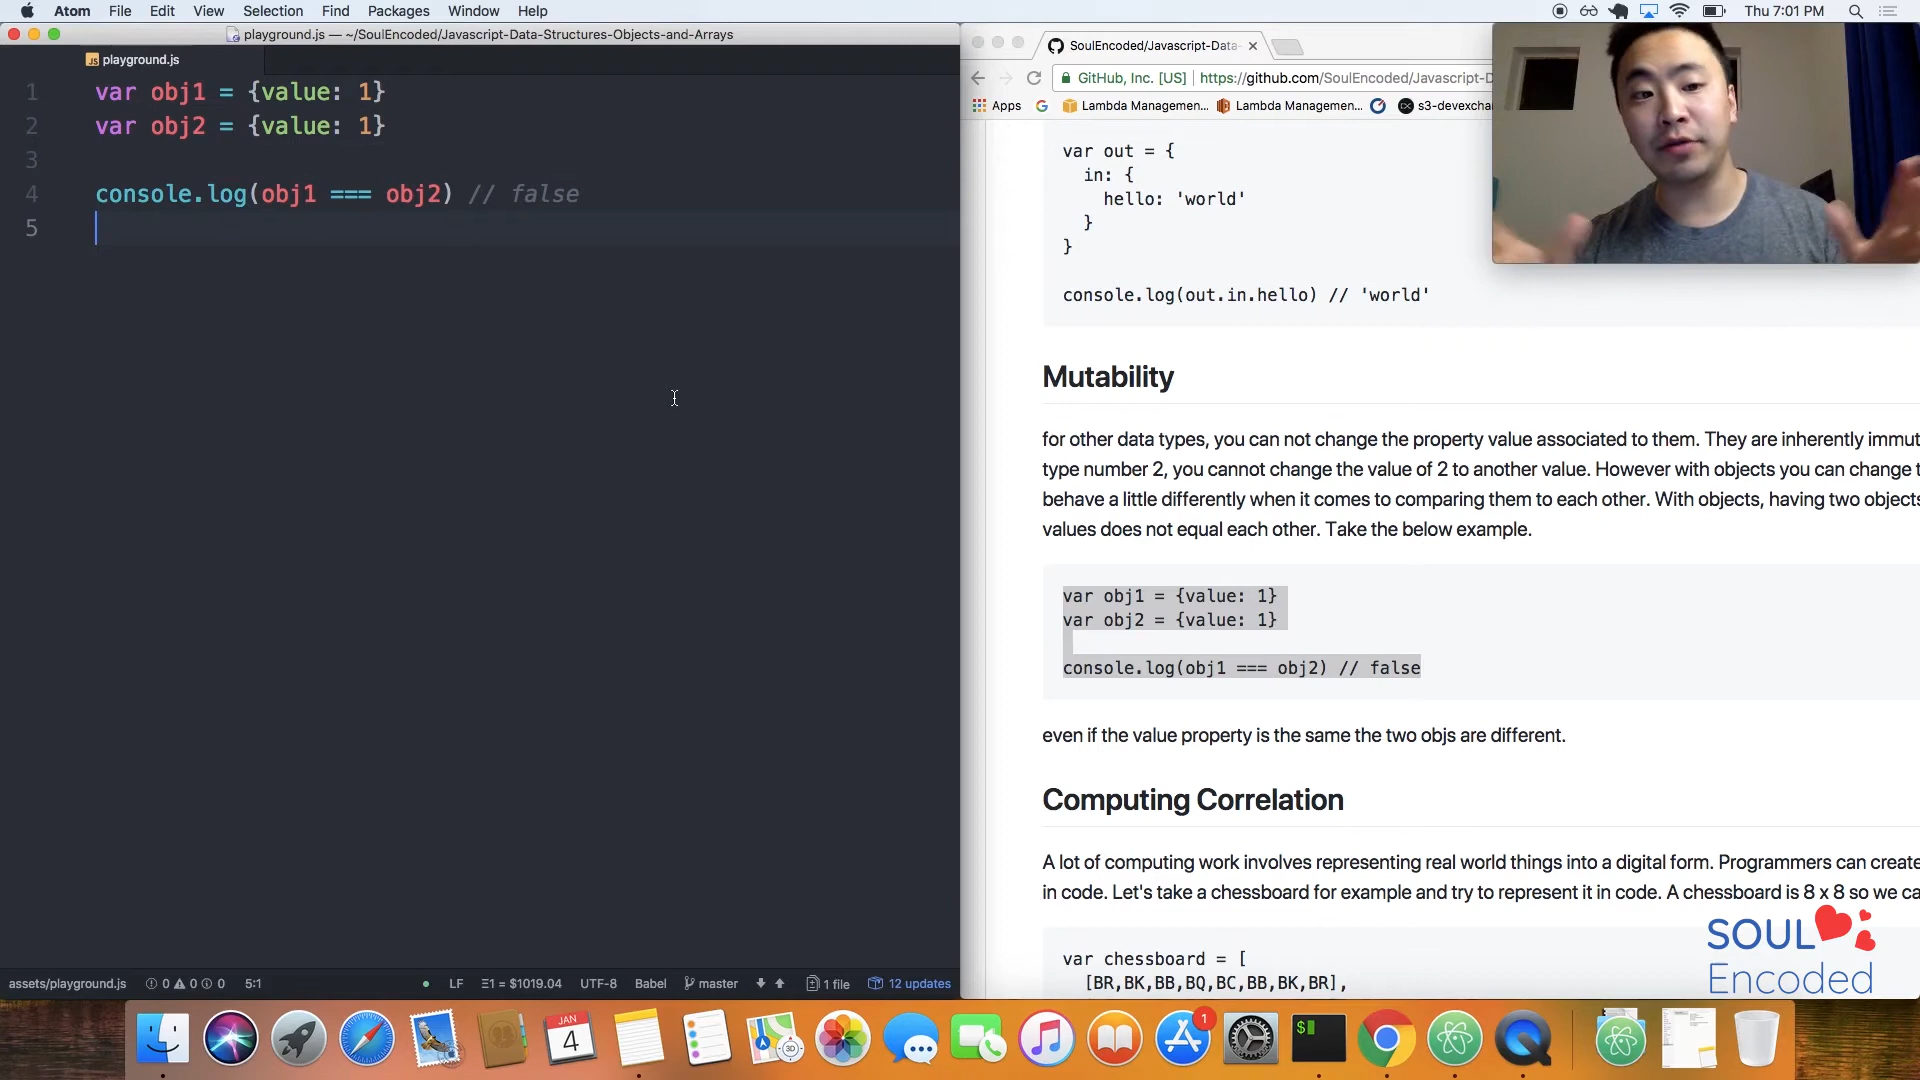 Atom File Edit View Selection Find Packages Window Help
Thu 7:01 PM
playground.js — ~/SoulEncoded/Javascript-Data-Structures-Objects-and-Arrays
JS playground.js
1 var obj1 = {value: 1}
2 var obj2 = {value: 1}
3
4 console.log(obj1 === obj2) // false
5
assets/playground.js 0 0 0 5:1 LF Ξ1 = $1019.04 UTF-8 Babel master 1 file 12 updates
SoulEncoded/Javascript-Data-
GitHub, Inc. [US] https://github.com/SoulEncoded/Javascript-D
Apps Lambda Managemen... Lambda Managemen... s3-devexchan
var out = {
in: {
hello: 'world'
}
}
console.log(out.in.hello) // 'world'
Mutability
for other data types, you can not change the property value associated to them. They are inherently immut
type number 2, you cannot change the value of 2 to another value. However with objects you can change t
behave a little differently when it comes to comparing them to each other. With objects, having two objects
values does not equal each other. Take the below example.
var obj1 = {value: 1}
var obj2 = {value: 1}
console.log(obj1 === obj2) // false
even if the value property is the same the two objs are different.
Computing Correlation
A lot of computing work involves representing real world things into a digital form. Programmers can create
in code. Let's take a chessboard for example and try to represent it in code. A chessboard is 8 x 8 so we ca
var chessboard = [
[BR,BK,BB,BQ,BC,BB,BK,BR],
SOUL
Encoded
JAN
4
3D
1
$